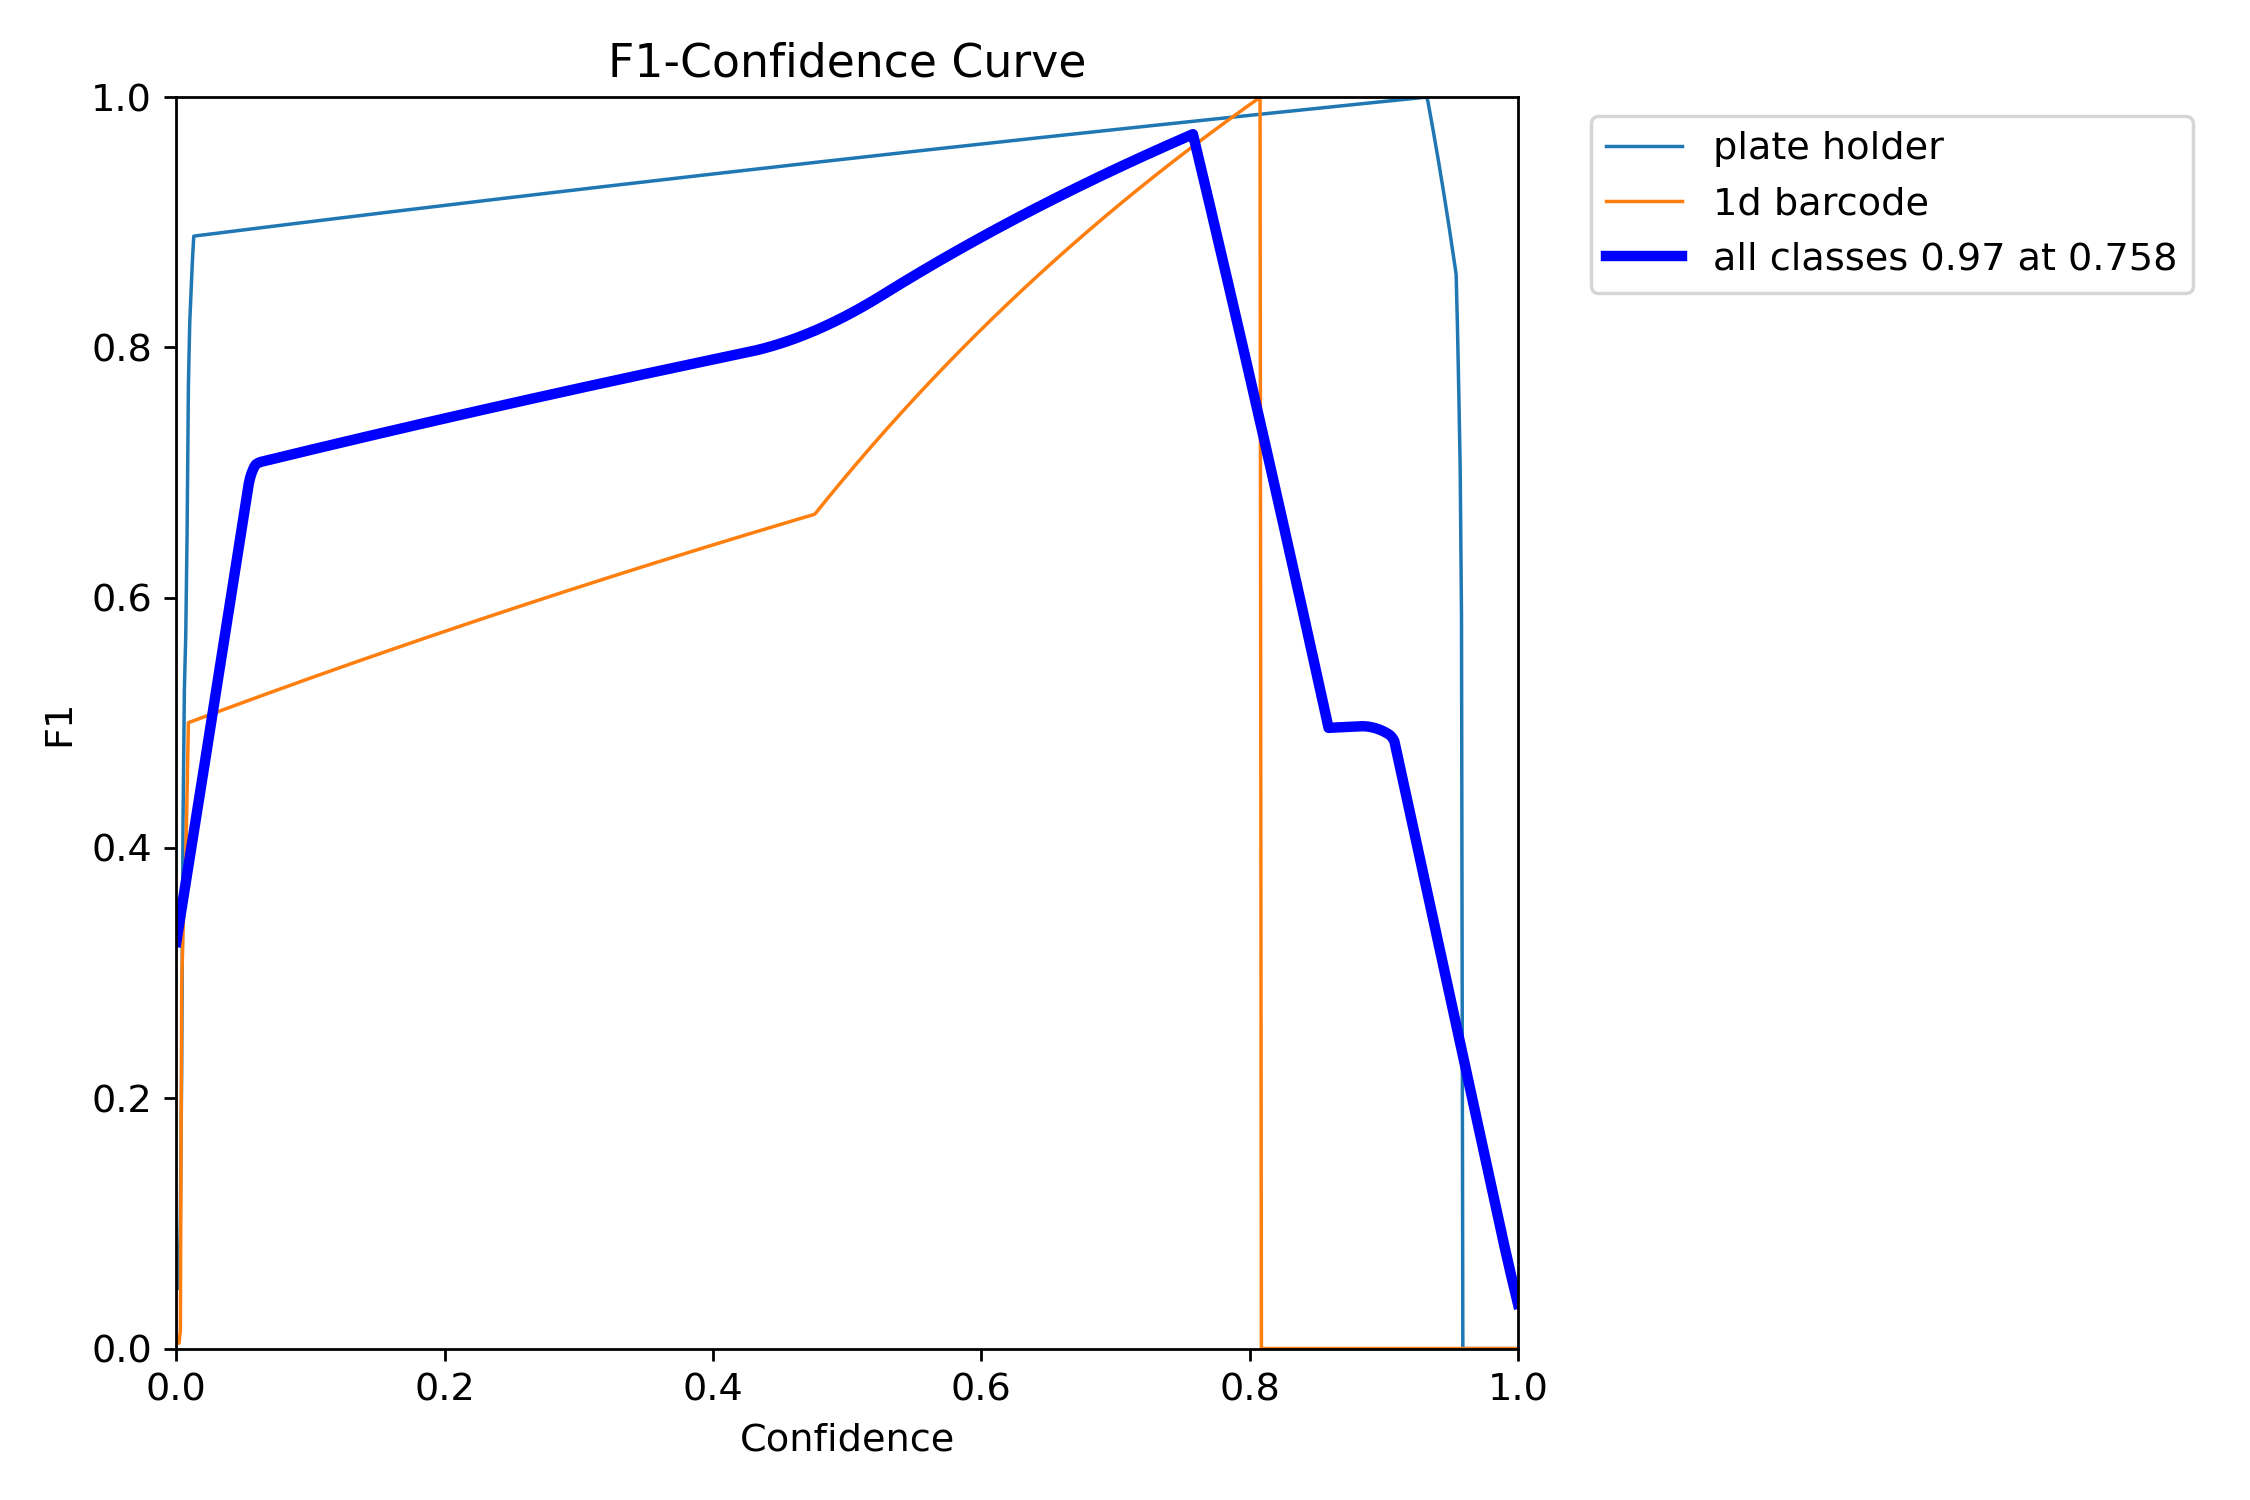 F1-Confidence Curve
1.0
0.8
0.6
0.4
0.2
0.0
F1
0.0 0.2 0.4 0.6 0.8 1.0
Confidence
plate holder
1d barcode
all classes 0.97 at 0.758